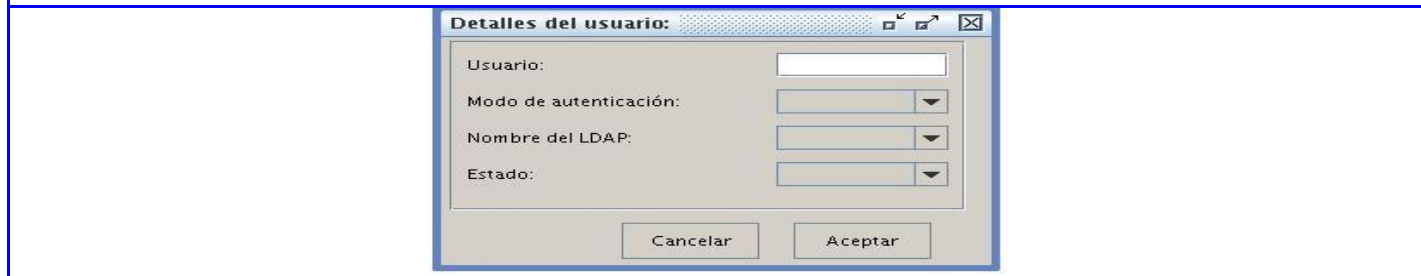 Detalles del usuario:
Usuario:
Modo de autenticación:
Nombre del LDAP:
Estado:
Cancelar Aceptar